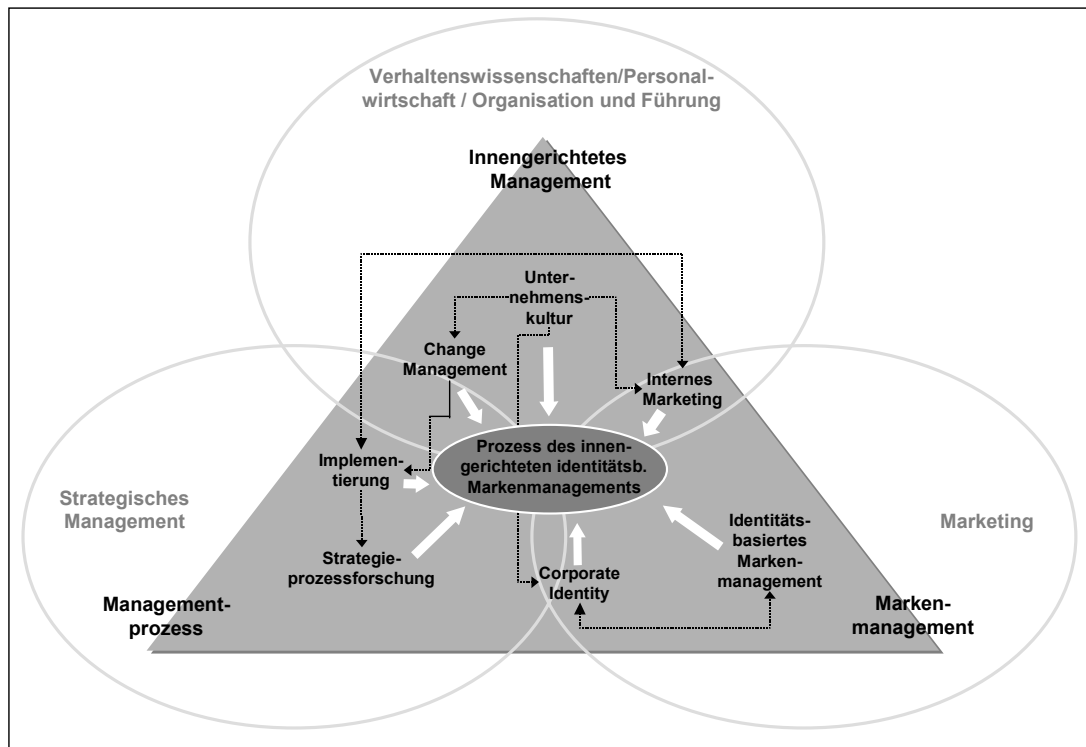 Verhaltenswissenschaften/Personal-
wirtschaft / Organisation und Führung
Innengerichtetes
Management
Unter-
nehmens-
kultur
Change
Management
Internes
Marketing
Prozess des innen-
gerichteten identitätsb.
Markenmanagements
Implemen-
tierung
Strategisches
Management
Marketing
Identitäts-
basiertes
Marken-
management
Strategie-
prozessforschung
Corporate
Identity
Management-
prozess
Marken-
management